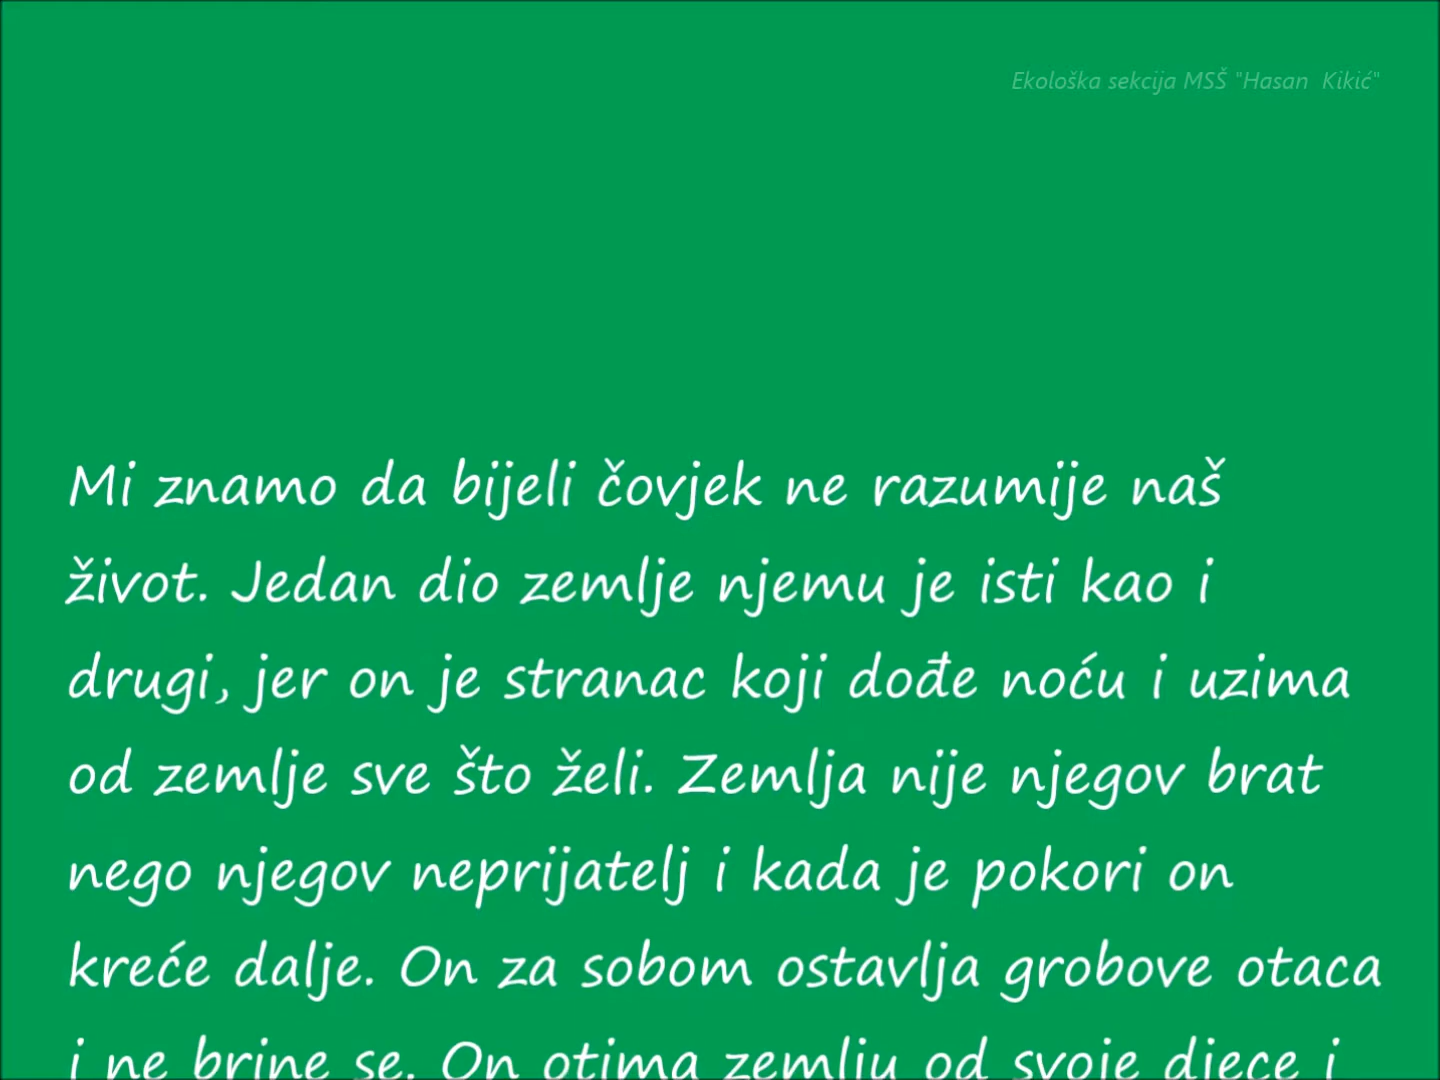 Ekološka sekcija MSŠ "Hasan Kikić"
Mi znamo da bijeli čovjek ne razumije naš
život. Jedan dio zemlje njemu je isti kao i
drugi, jer on je stranac koji dođe noću i uzima
od zemlje sve što želi. Zemlja nije njegov brat
nego njegov neprijatelj i kada je pokori on
kreće dalje. On za sobom ostavlja grobove otaca
i ne brine se. On otima zemlju od svoje djece i